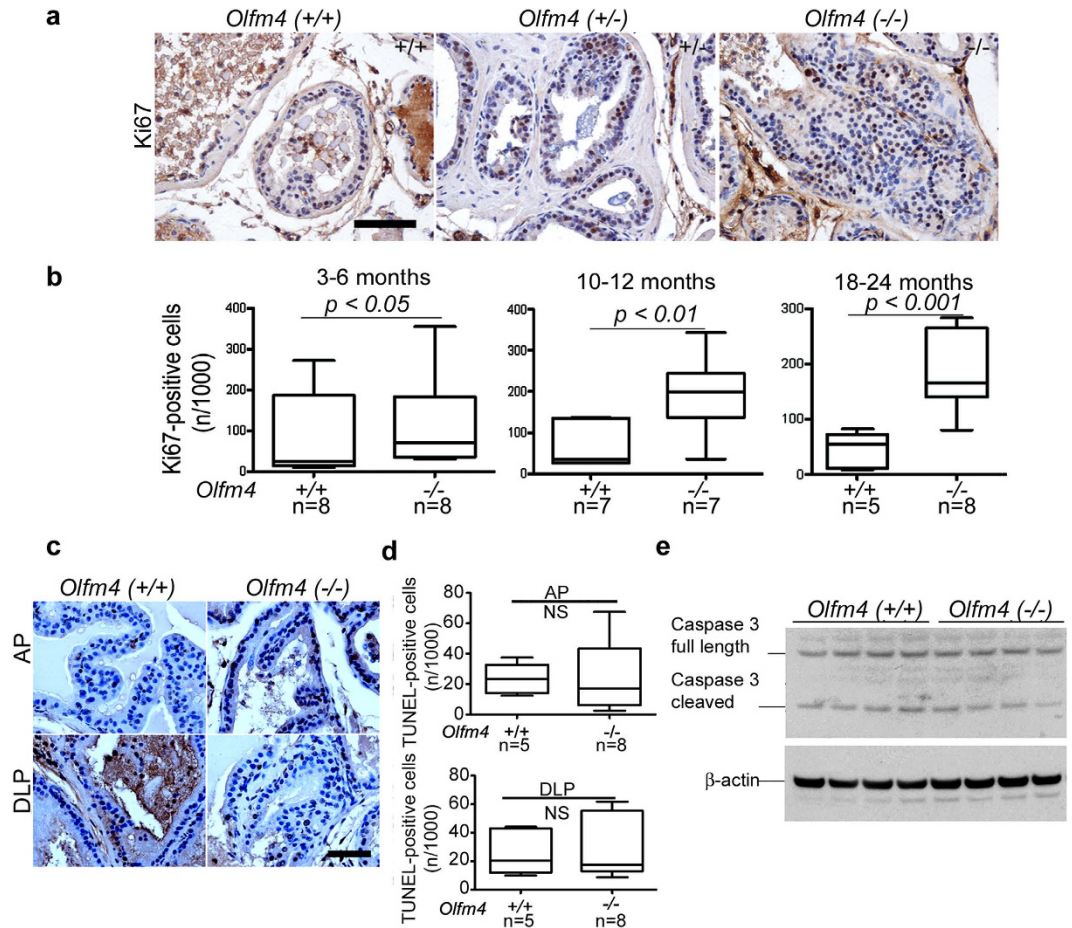 a
Olfm4 (+/+) Olfm4 (+/-) Olfm4 (-/-)
Ki67
+/+ +/- -/-
b
3-6 months 10-12 months 18-24 months
p < 0.05 p < 0.01 p < 0.001
Ki67-positive cells
(n/1000)
400 400 300
300 300 200
200 200 100
100 100 0
0 0
Olfm4 +/+ -/- +/+ -/- +/+ -/-
n=8 n=8 n=7 n=7 n=5 n=8
c
Olfm4 (+/+) Olfm4 (-/-)
AP
DLP
d
TUNEL-positive cells
(n/1000)
80
60
40
20
0
AP
NS
Olfm4 +/+ -/-
n=5 n=8
TUNEL-positive cells
(n/1000)
80
60
40
20
0
DLP
NS
Olfm4 +/+ -/-
n=5 n=8
e
Olfm4 (+/+) Olfm4 (-/-)
Caspase 3
full length
Caspase 3
cleaved
β-actin